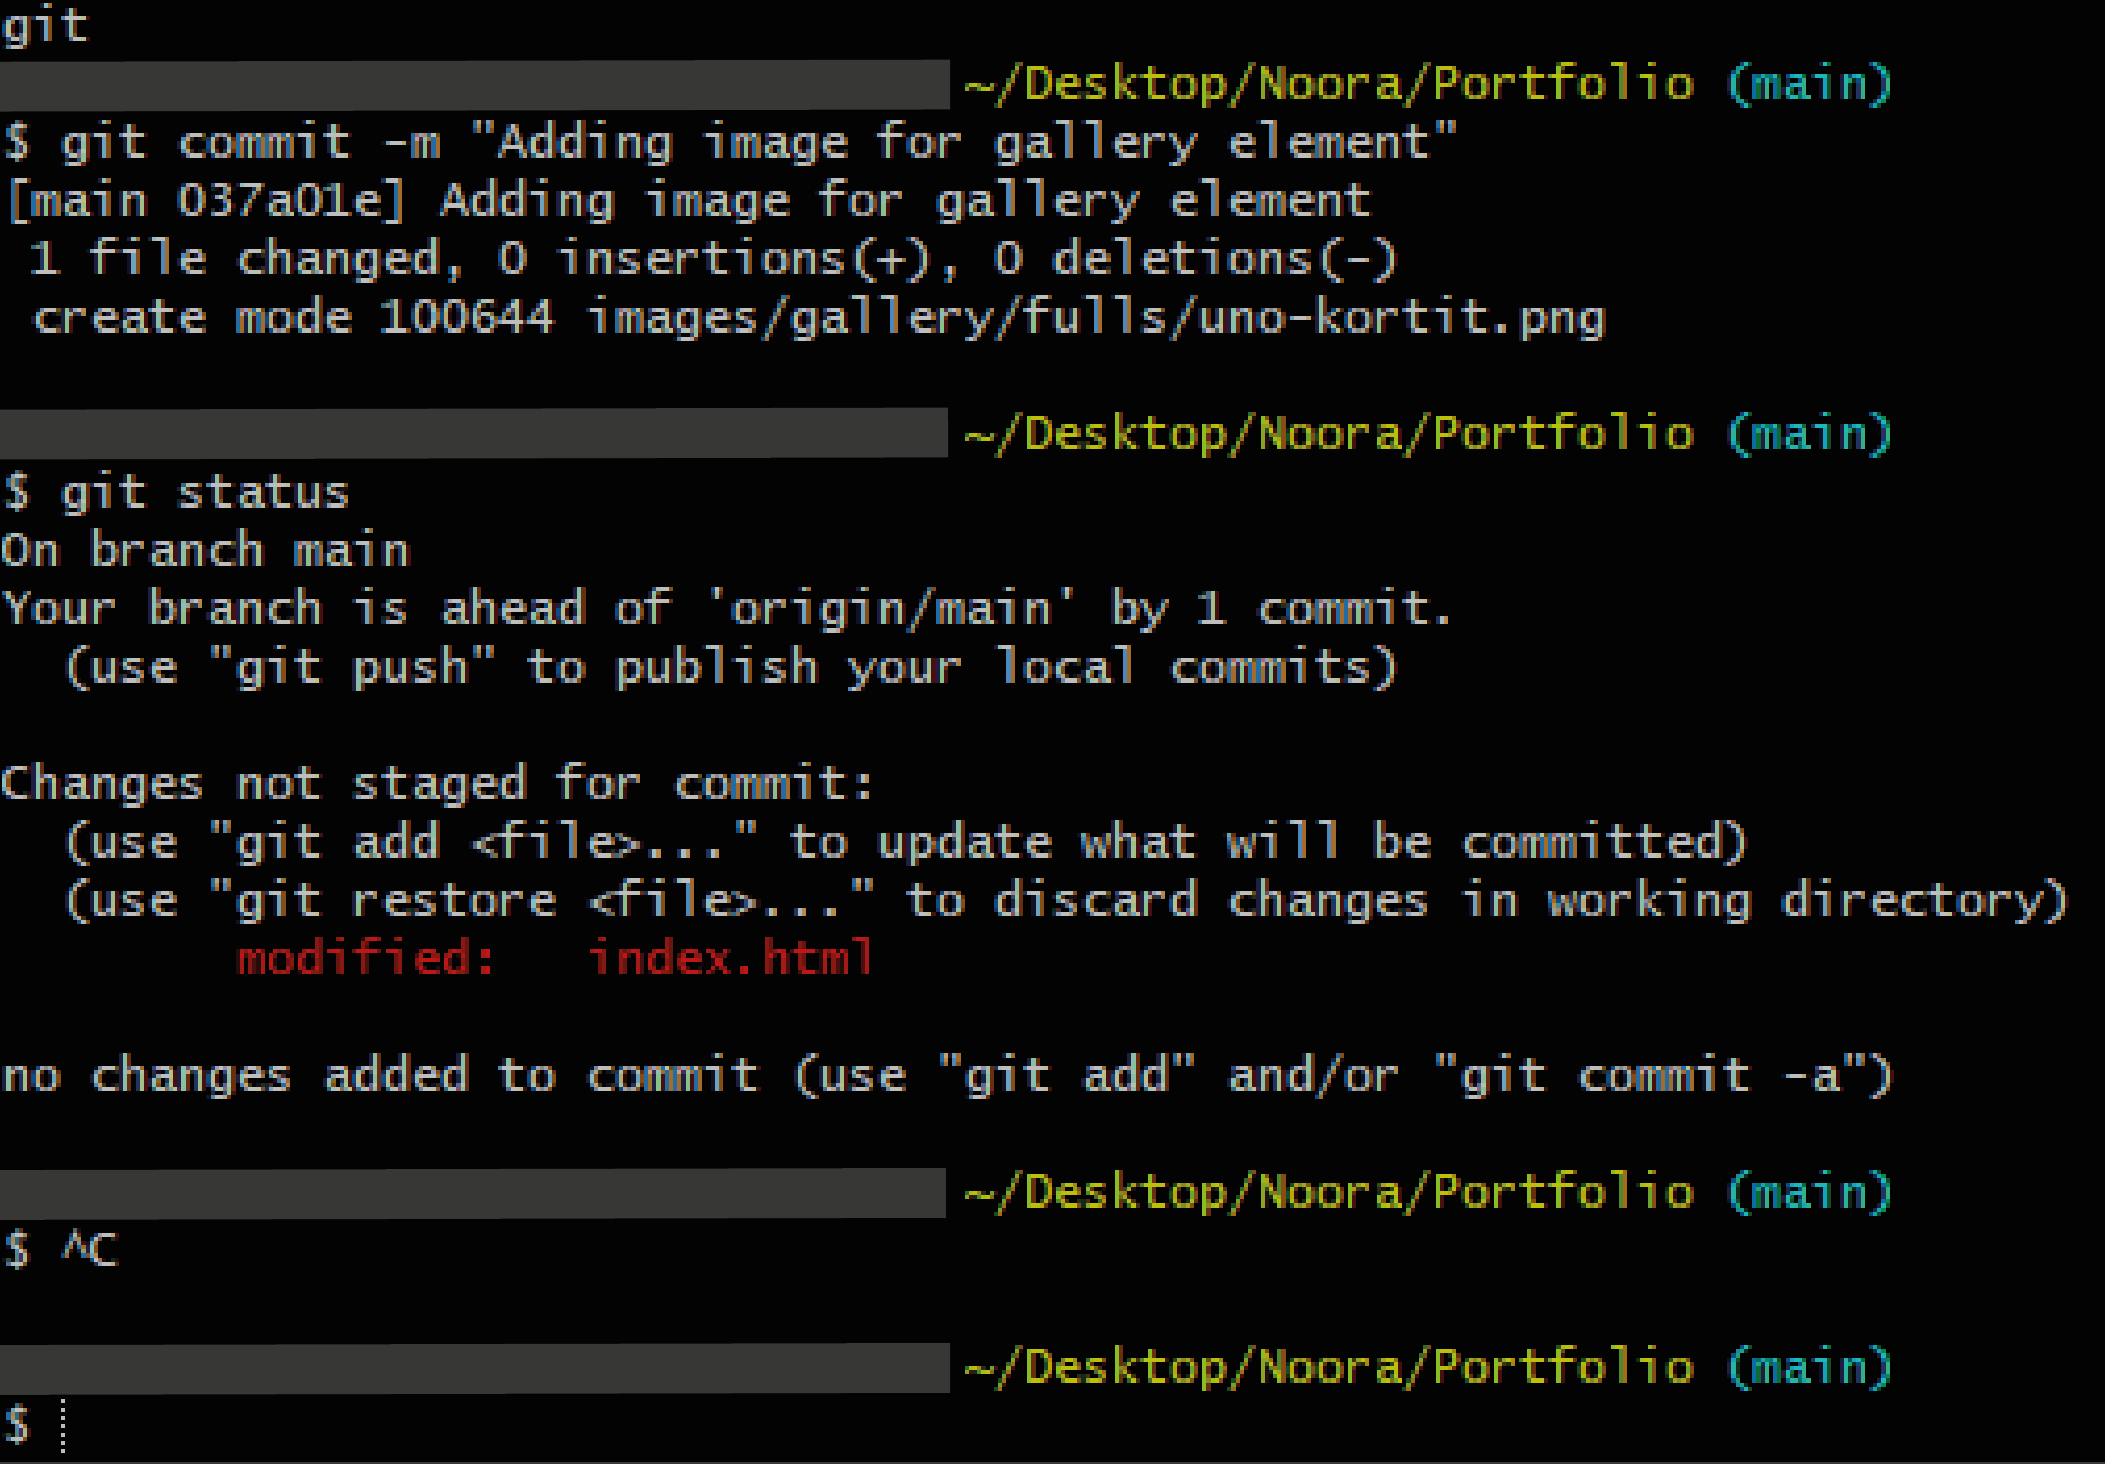 git
~/Desktop/Noora/Portfolio (main)
$ git commit -m "Adding image for gallery element"
[main 037a01e] Adding image for gallery element
 1 file changed, 0 insertions(+), 0 deletions(-)
 create mode 100644 images/gallery/fulls/uno-kortit.png
~/Desktop/Noora/Portfolio (main)
$ git status
On branch main
Your branch is ahead of 'origin/main' by 1 commit.
  (use "git push" to publish your local commits)
Changes not staged for commit:
  (use "git add <file>..." to update what will be committed)
  (use "git restore <file>..." to discard changes in working directory)
        modified:   index.html
no changes added to commit (use "git add" and/or "git commit -a")
~/Desktop/Noora/Portfolio (main)
$ ^C
~/Desktop/Noora/Portfolio (main)
$